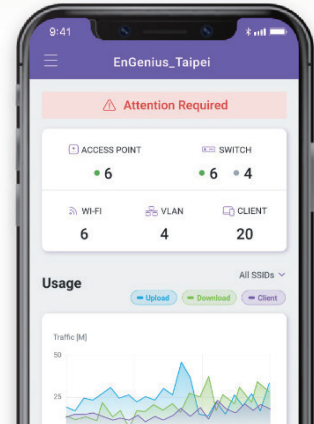 9:41
EnGenius_Taipei
Attention Required
ACCESS POINT
SWITCH
6
6 4
WI-FI
VLAN
CLIENT
6
4
20
All SSIDs
Usage
Upload
Download
Client
Traffic [M]
50
25